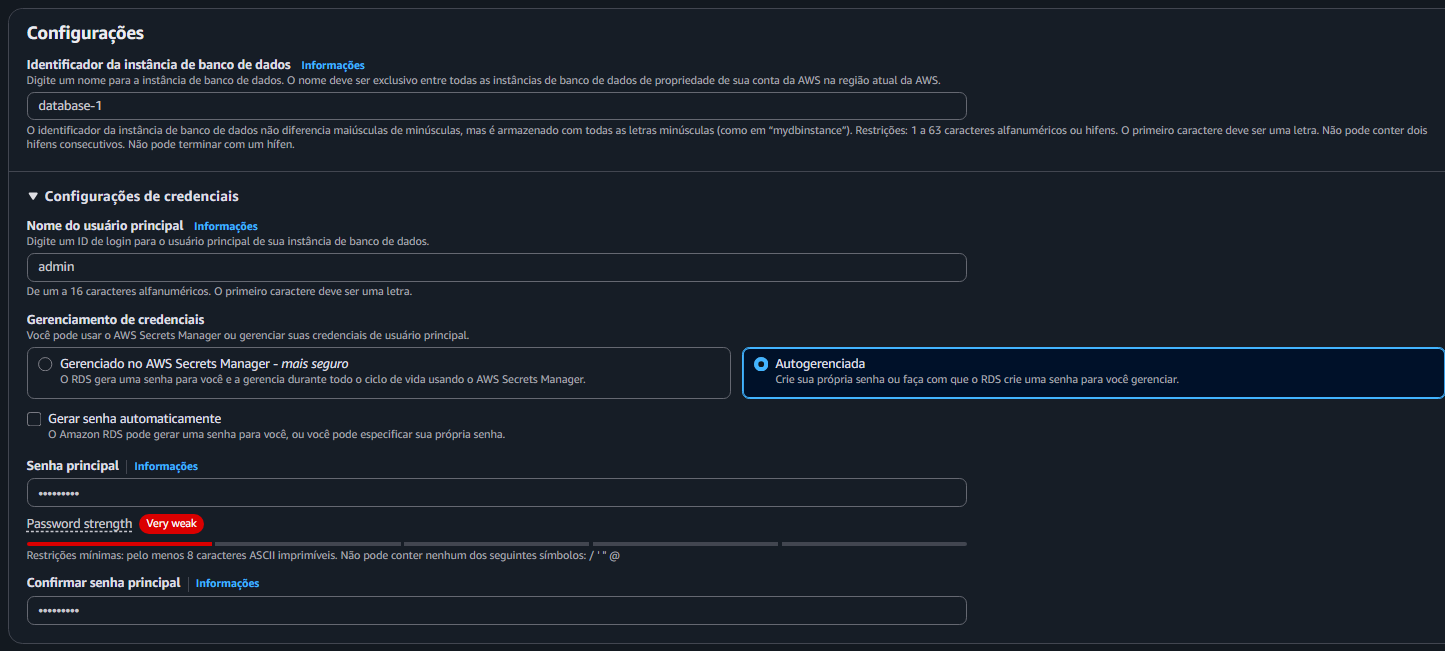 Configurações
Identificador da instância de banco de dados Informações
Digite um nome para a instância de banco de dados. O nome deve ser exclusivo entre todas as instâncias de banco de dados de propriedade de sua conta da AWS na região atual da AWS.
database-1
O identificador da instância de banco de dados não diferencia maiúsculas de minúsculas, mas é armazenado com todas as letras minúsculas (como em “mydbinstance”). Restrições: 1 a 63 caracteres alfanuméricos ou hifens. O primeiro caractere deve ser uma letra. Não pode conter dois
hifens consecutivos. Não pode terminar com um hífen.
▼ Configurações de credenciais
Nome do usuário principal Informações
Digite um ID de login para o usuário principal de sua instância de banco de dados.
admin
De um a 16 caracteres alfanuméricos. O primeiro caractere deve ser uma letra.
Gerenciamento de credenciais
Você pode usar o AWS Secrets Manager ou gerenciar suas credenciais de usuário principal.
Gerenciado no AWS Secrets Manager - mais seguro
O RDS gera uma senha para você e a gerencia durante todo o ciclo de vida usando o AWS Secrets Manager.
Autogerenciada
Crie sua própria senha ou faça com que o RDS crie uma senha para você gerenciar.
Gerar senha automaticamente
O Amazon RDS pode gerar uma senha para você, ou você pode especificar sua própria senha.
Senha principal | Informações
•••••••••
Password strength Very weak
Restrições mínimas: pelo menos 8 caracteres ASCII imprimíveis. Não pode conter nenhum dos seguintes símbolos: / ' " @
Confirmar senha principal | Informações
•••••••••